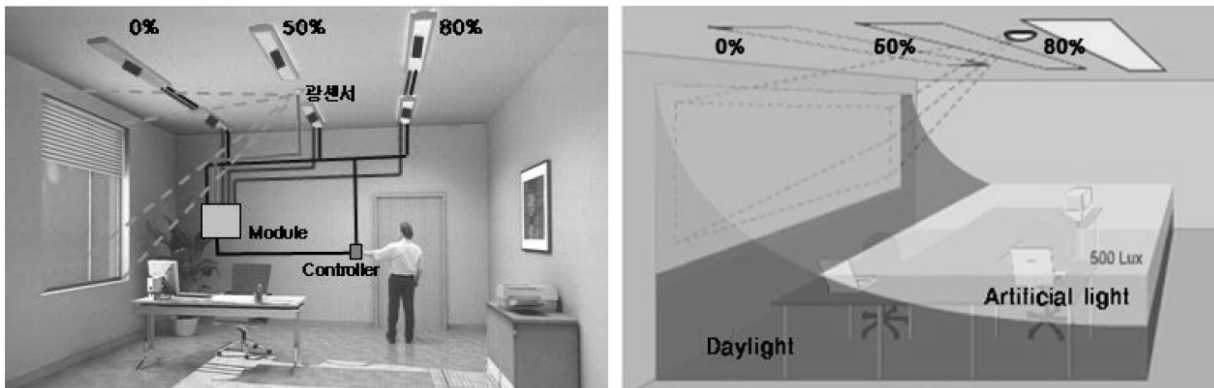 0%
50%
80%
광센서
Module
Controller
0%
50%
80%
500 Lux
Artificial light
Daylight